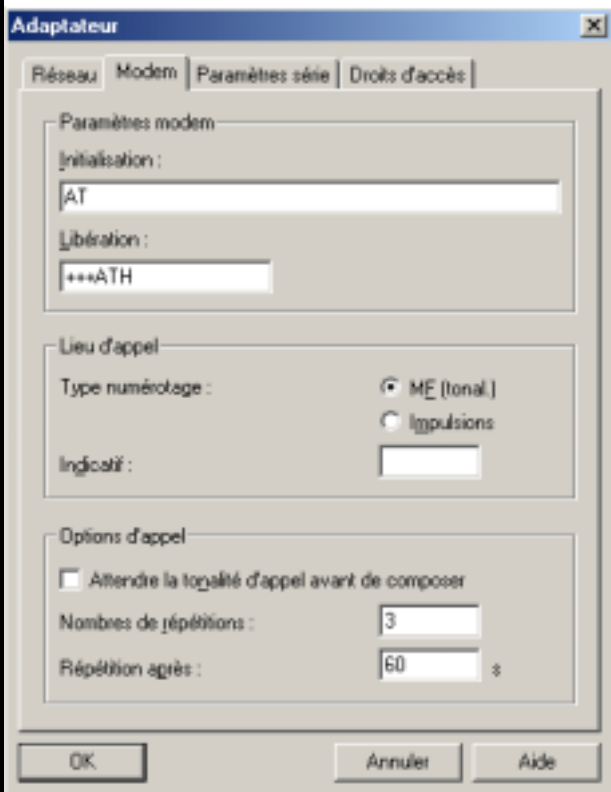 Adaptateur
Réseau Modem Paramètres série Droits d'accès
Paramètres modem
Initialisation :
AT
Libération :
+++ATH
Lieu d'appel
Type numérotage :
MF (tonal.)
Impulsions
Indicatif :
Options d'appel
Attendre la tonalité d'appel avant de composer
Nombres de répétitions :
3
Répétition après :
60 s
OK Annuler Aide